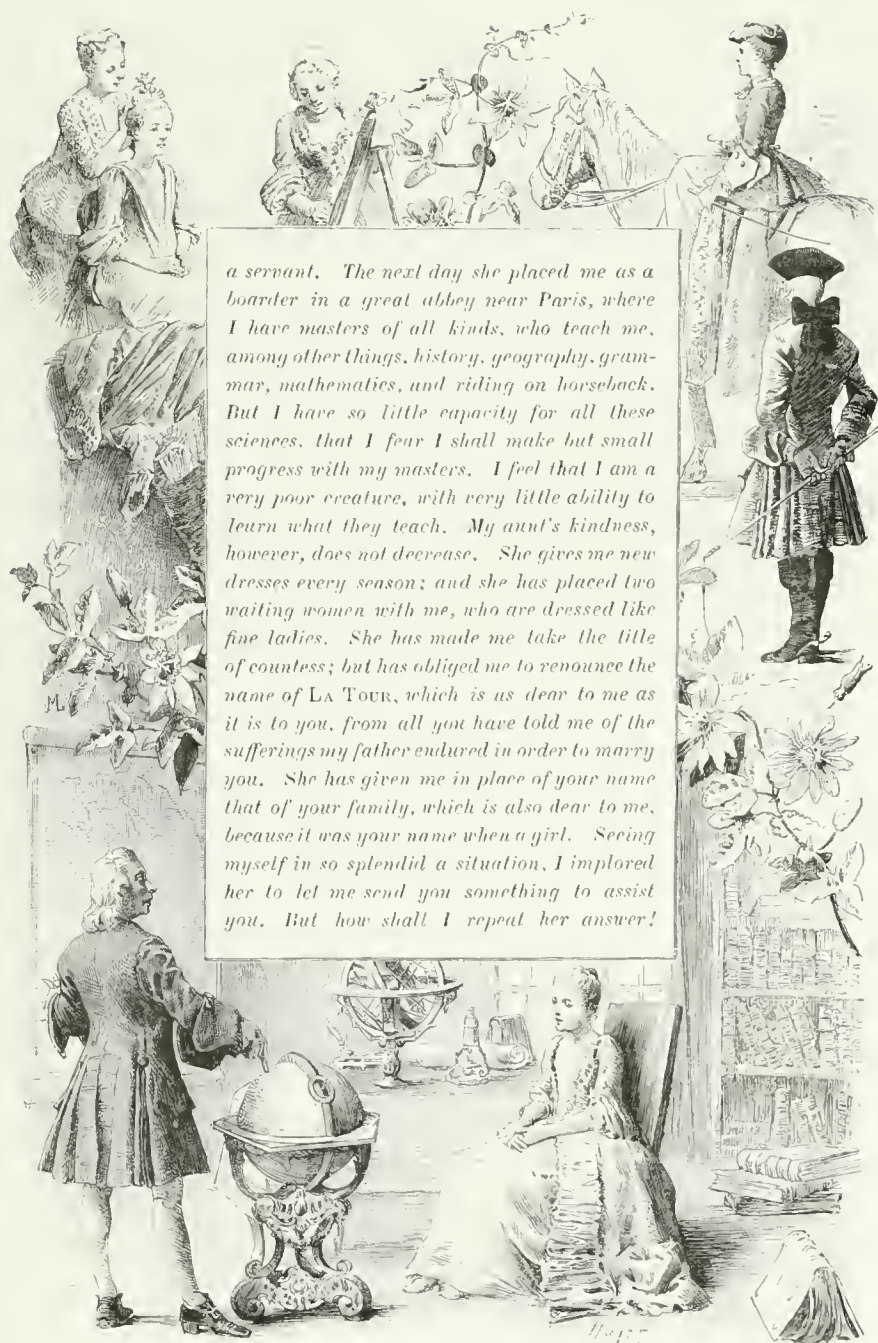 a servant. The next day she placed me as a
boarder in a great abbey near Paris, where
I have masters of all kinds, who teach me,
among other things, history, geography, gram-
mar, mathematics, and riding on horseback.
But I have so little capacity for all these
sciences, that I fear I shall make but small
progress with my masters. I feel that I am a
very poor creature, with very little ability to
learn what they teach. My aunt's kindness,
however, does not decrease. She gives me new
dresses every season; and she has placed two
waiting women with me, who are dressed like
fine ladies. She has made me take the title
of countess; but has obliged me to renounce the
name of LA TOUR, which is as dear to me as
it is to you, from all you have told me of the
sufferings my father endured in order to marry
you. She has given me in place of your name
that of your family, which is also dear to me,
because it was your name when a girl. Seeing
myself in so splendid a situation, I implored
her to let me send you something to assist
you. But how shall I repeat her answer!
ML